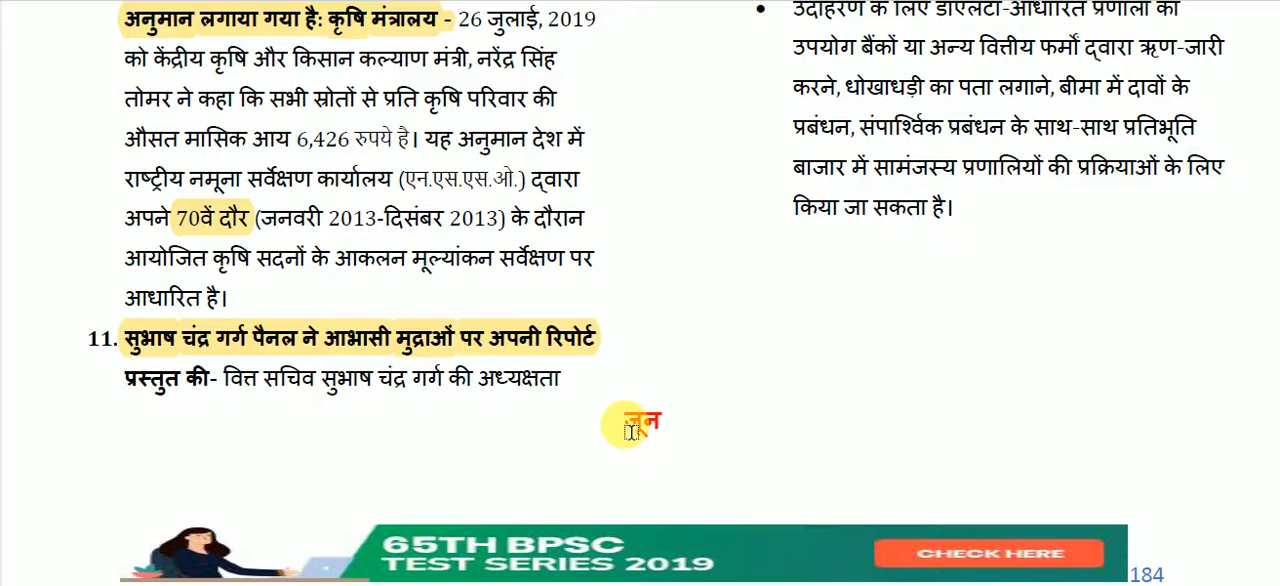 अनुमान लगाया गया है: कृषि मंत्रालय - 26 जुलाई, 2019
को केंद्रीय कृषि और किसान कल्याण मंत्री, नरेंद्र सिंह
तोमर ने कहा कि सभी स्रोतों से प्रति कृषि परिवार की
औसत मासिक आय 6,426 रुपये है। यह अनुमान देश में
राष्ट्रीय नमूना सर्वेक्षण कार्यालय (एन.एस.एस.ओ.) द्वारा
अपने 70वें दौर (जनवरी 2013-दिसंबर 2013) के दौरान
आयोजित कृषि सदनों के आकलन मूल्यांकन सर्वेक्षण पर
आधारित है।
11. सुभाष चंद्र गर्ग पैनल ने आभासी मुद्राओं पर अपनी रिपोर्ट
प्रस्तुत की- वित्त सचिव सुभाष चंद्र गर्ग की अध्यक्षता
• उदाहरण के लिए डीएलटी-आधारित प्रणाली का
उपयोग बैंकों या अन्य वित्तीय फर्मों द्वारा ऋण-जारी
करने, धोखाधड़ी का पता लगाने, बीमा में दावों के
प्रबंधन, संपार्श्विक प्रबंधन के साथ-साथ प्रतिभूति
बाजार में सामंजस्य प्रणालियों की प्रक्रियाओं के लिए
किया जा सकता है।
जून
65TH BPSC
TEST SERIES 2019
CHECK HERE
184